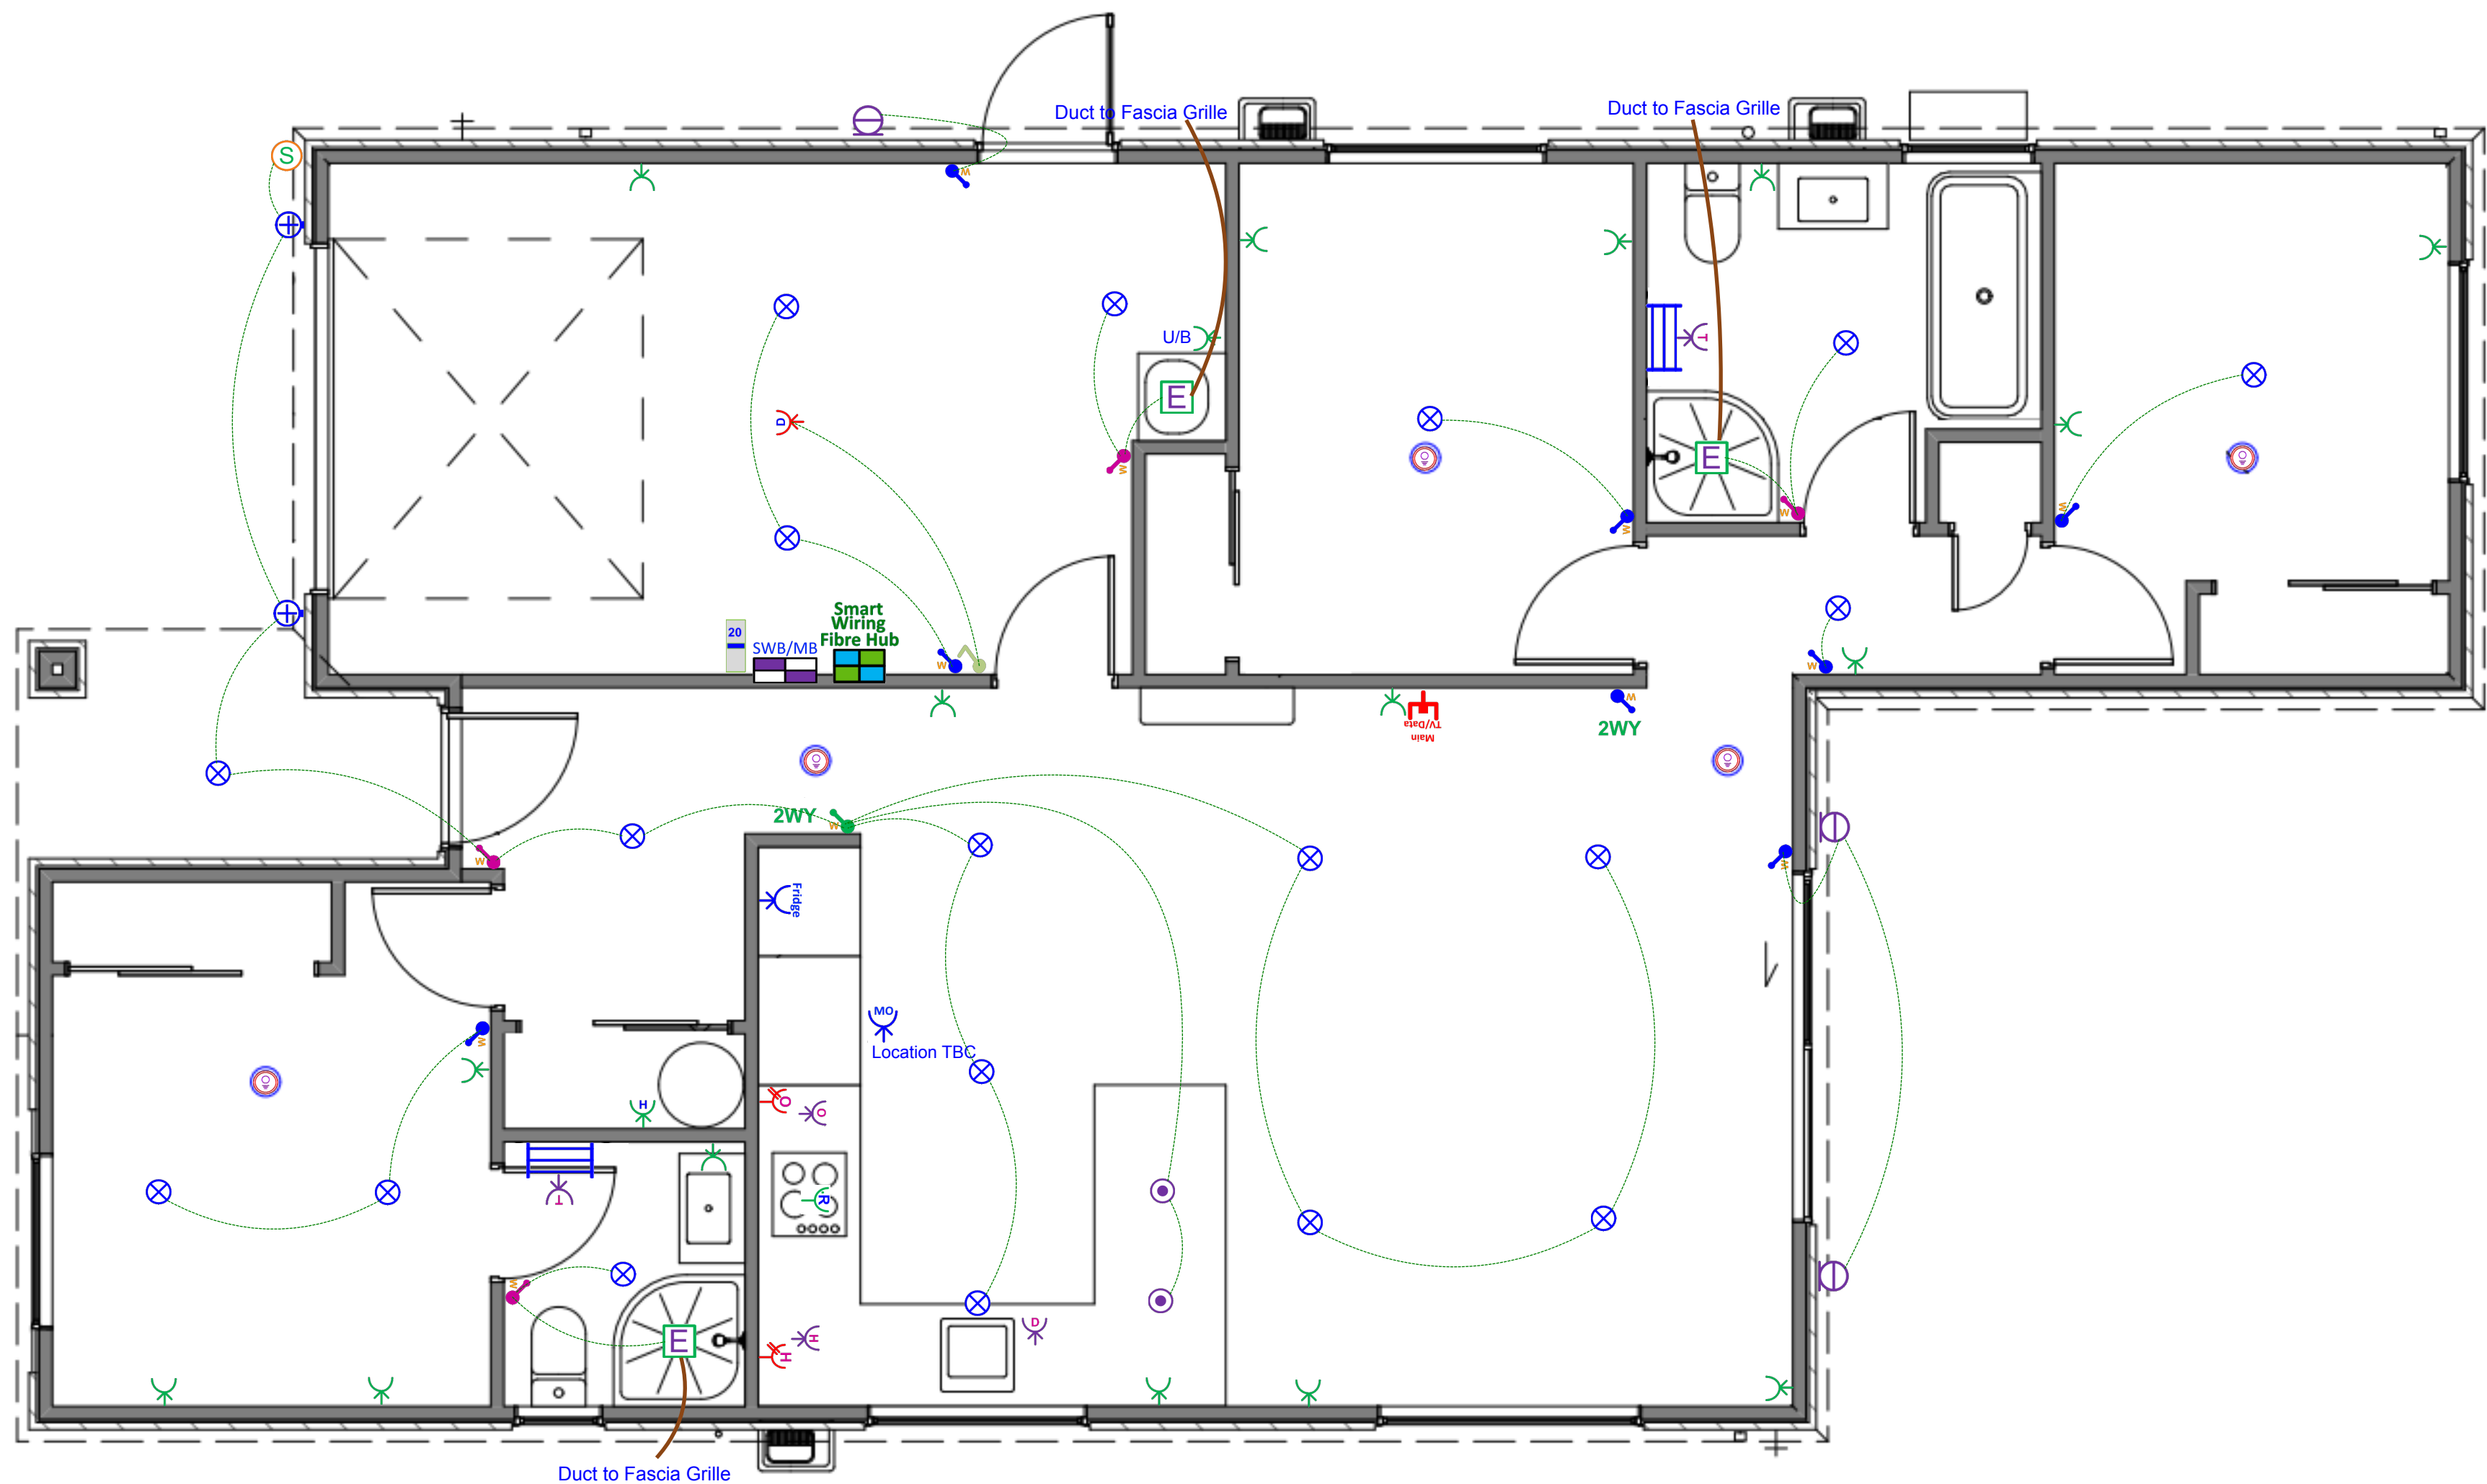 Duct to Fascia Grille
Duct to Fascia Grille
S
W
U/B
T
E
D
W
E
W
W
W
Smart
Wiring
Fibre Hub
20
SWB/MB
W
W
W
TV/Data
Main
2WY
2WY
W
W
W
Fridge
MO
Location TBC
W
H
O
O
T
R
W
D
H
H
E
Duct to Fascia Grille